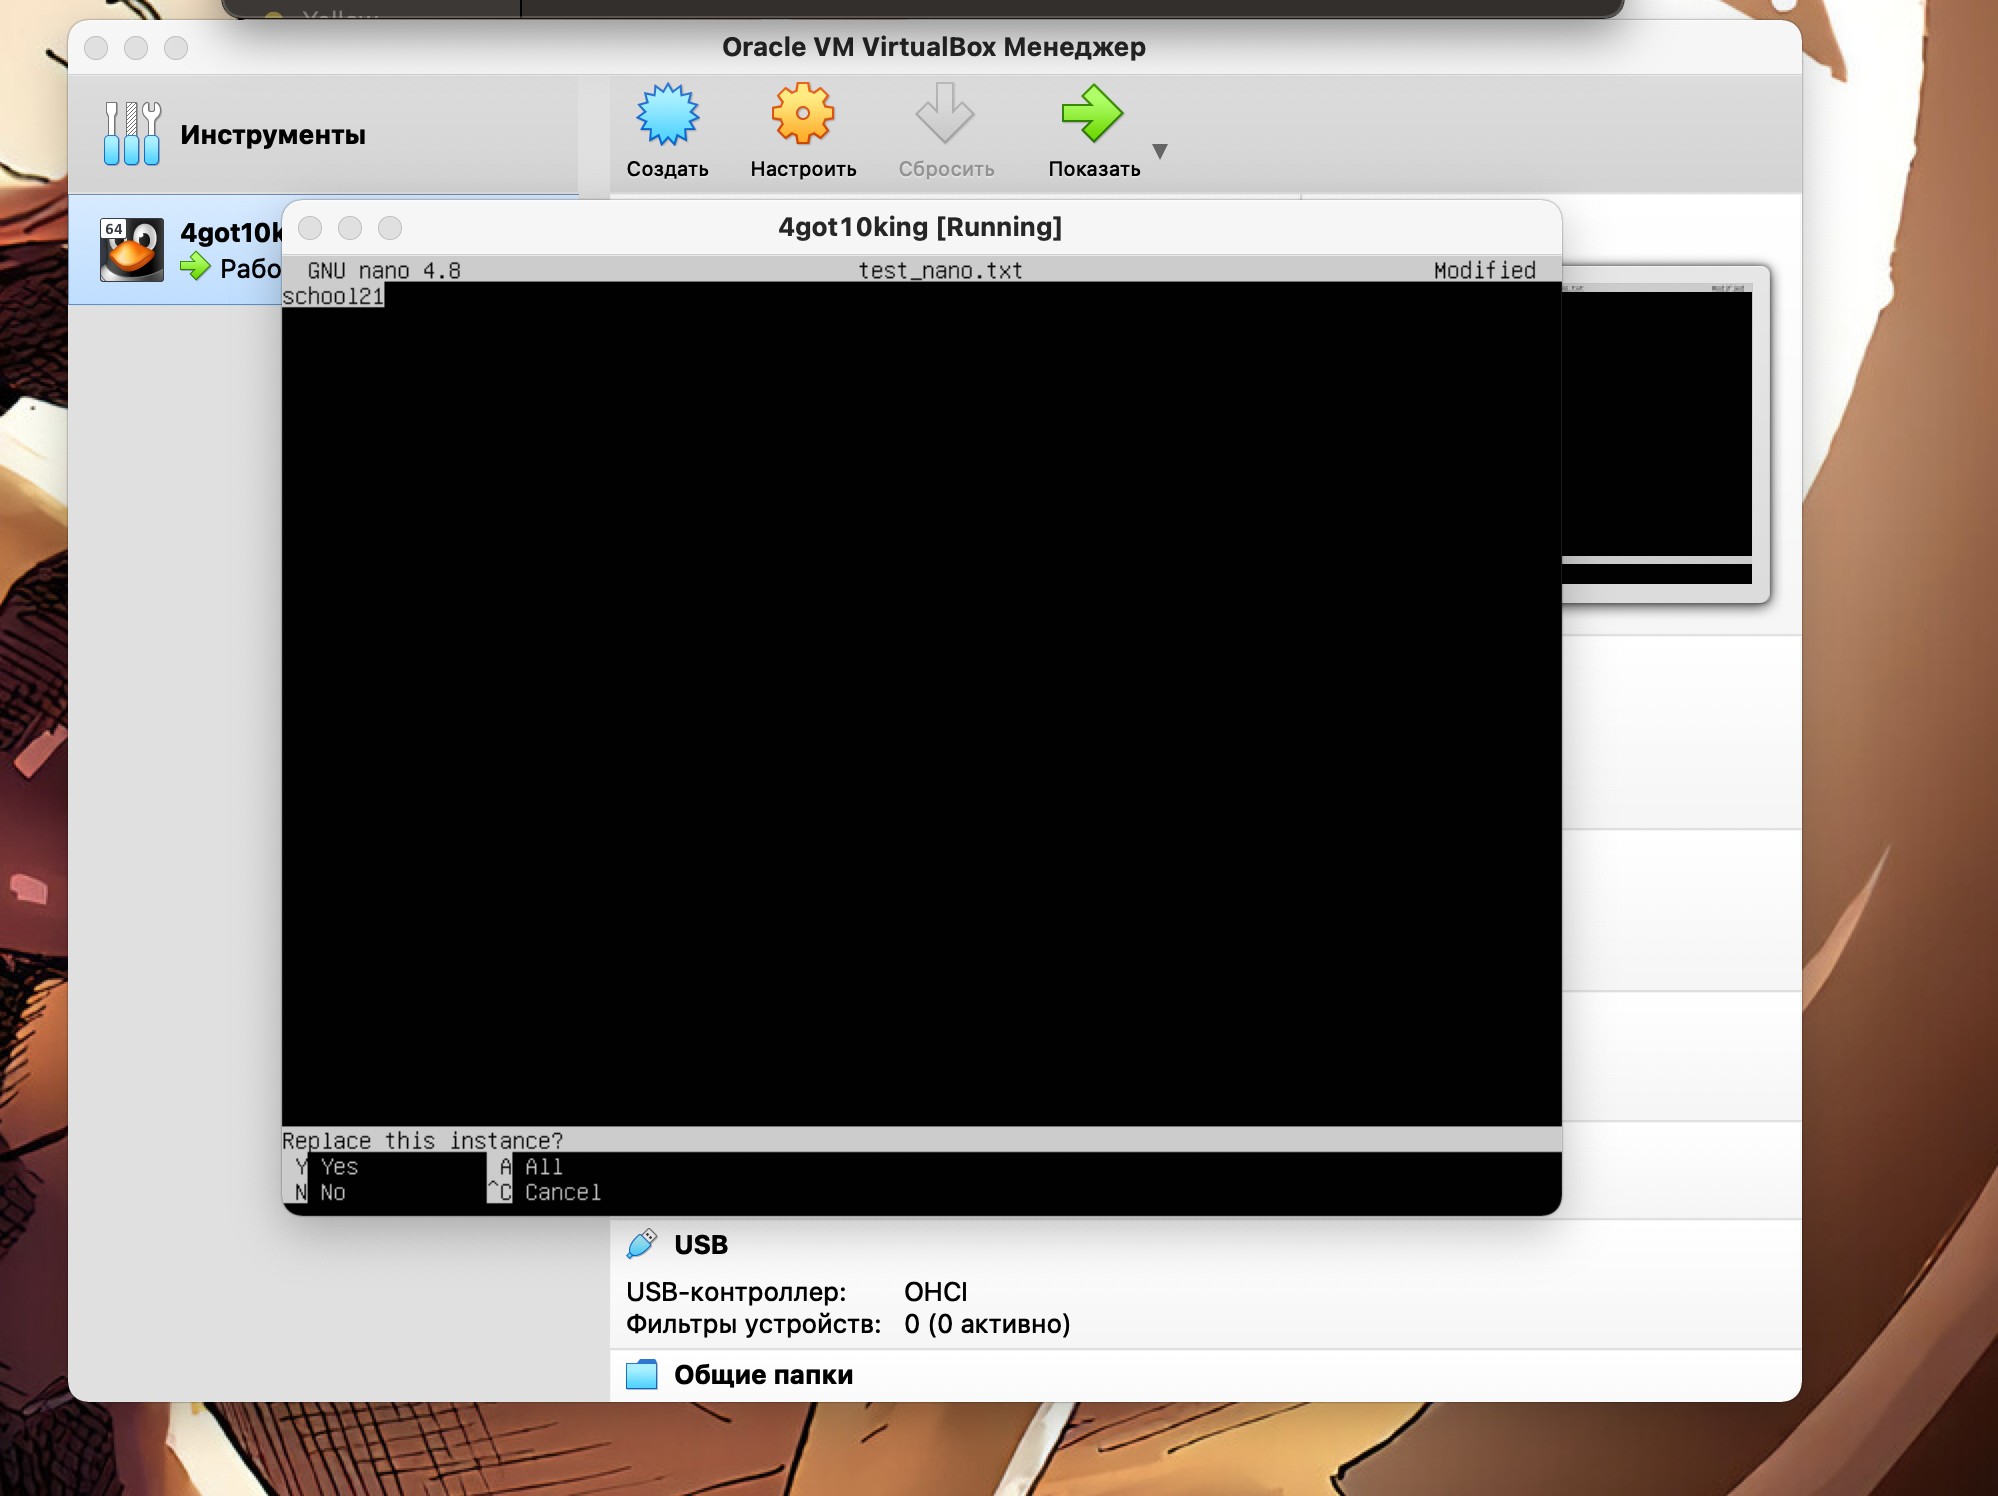 Yellow
Oracle VM VirtualBox Менеджер
Инструменты
Создать
Настроить
Сбросить
Показать
64
4got10k
Рабо
4got10king [Running]
GNU nano 4.8
test_nano.txt
Modified
school21
Replace this instance?
Y Yes
A All
N No
^C Cancel
USB
USB-контроллер: OHCI
Фильтры устройств: 0 (0 активно)
Общие папки